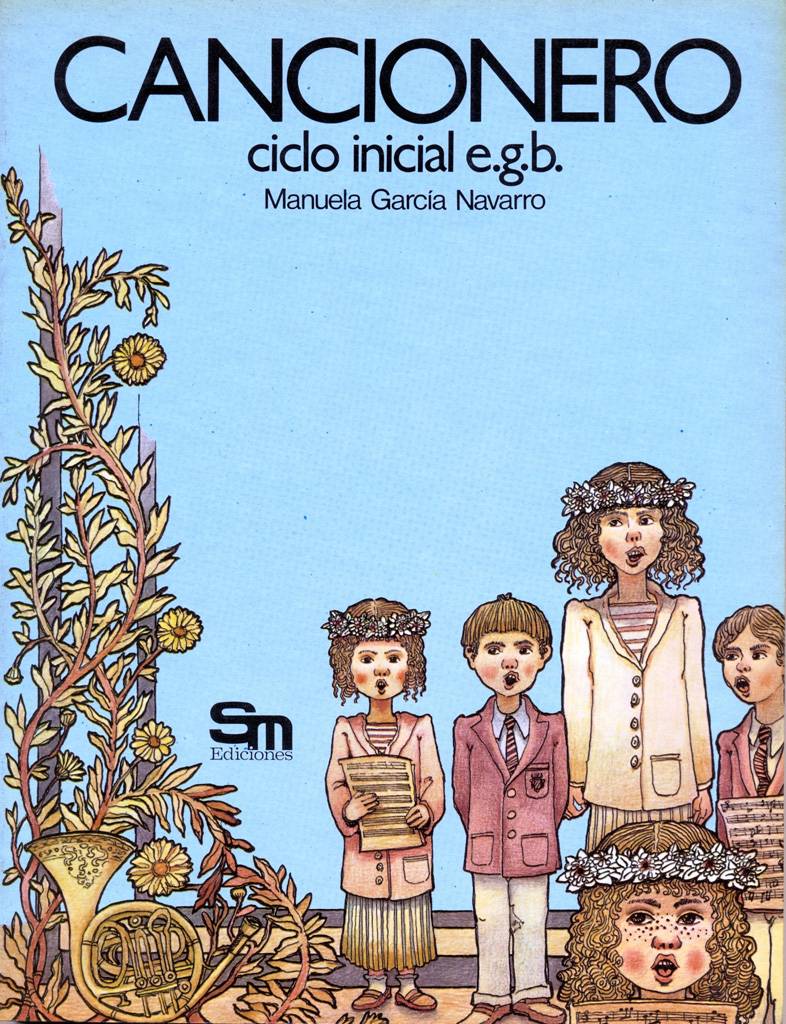 CANCIONERO
ciclo inicial e.g.b.
Manuela García Navarro
Sm
Ediciones